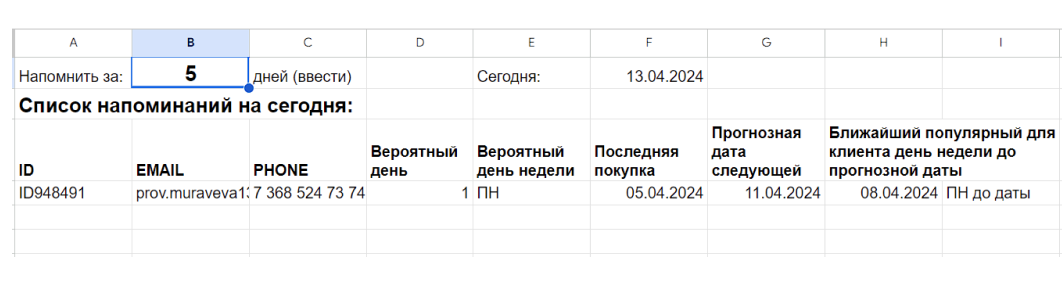 A B C D E F G H I
Напомнить за: 5 дней (ввести) Сегодня: 13.04.2024
Список напоминаний на сегодня:
ID EMAIL PHONE Вероятный день Вероятный день недели Последняя покупка Прогнозная дата следующей Ближайший популярный для клиента день недели до прогнозной даты
ID948491 prov.muraveva1 7 368 524 73 74 1 ПН 05.04.2024 11.04.2024 08.04.2024 ПН до даты